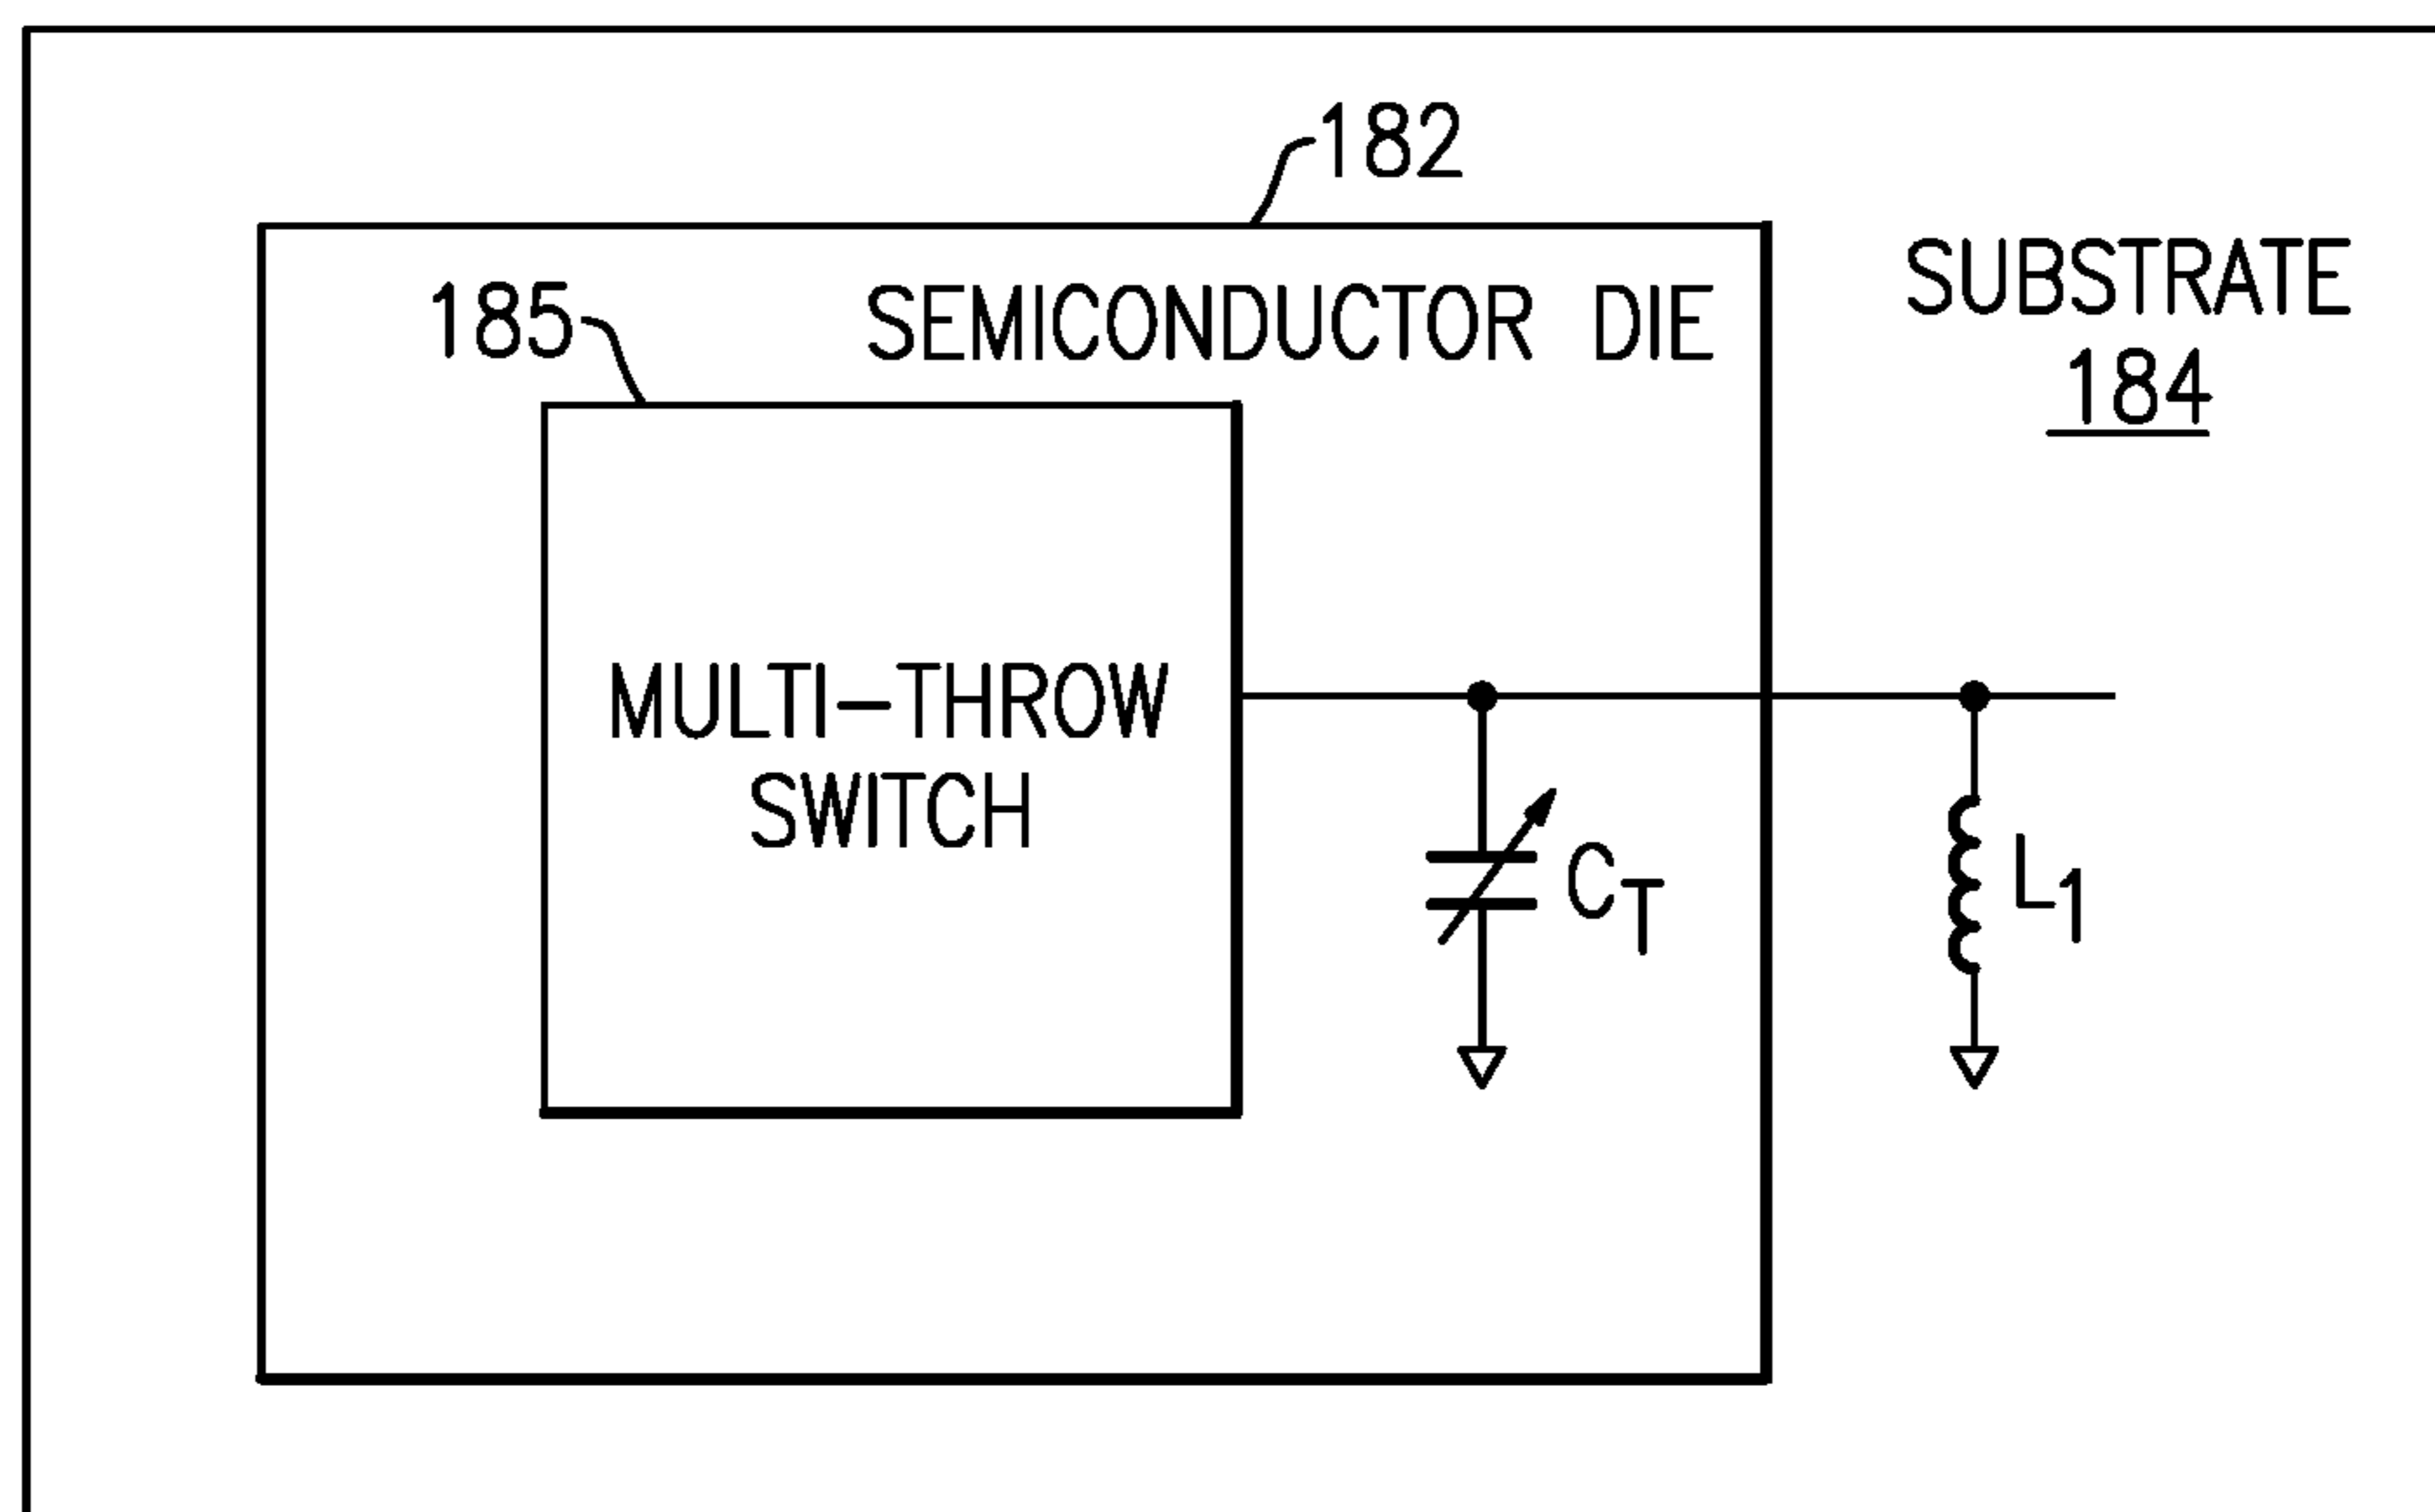 182
SUBSTRATE
184
185
SEMICONDUCTOR DIE
MULTI-THROW
SWITCH
CT
L1